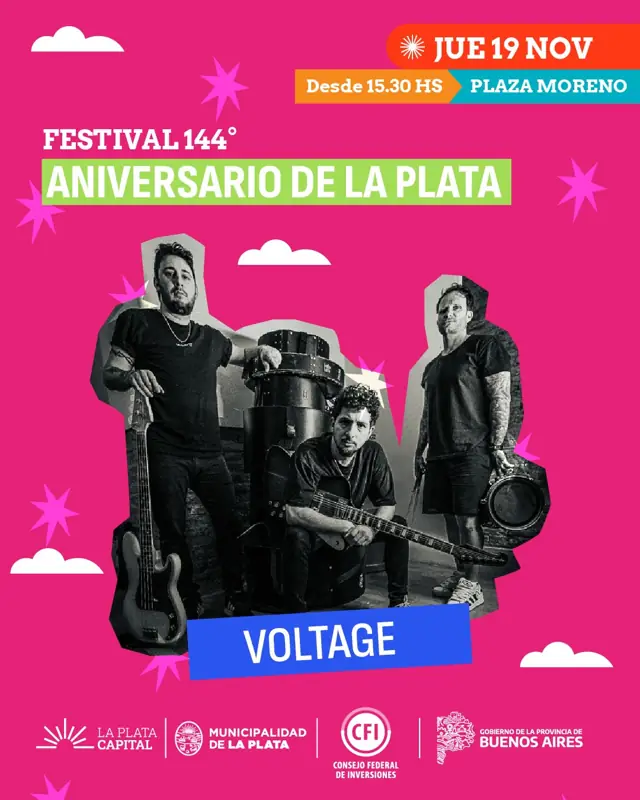 JUE 19 NOV
Desde 15.30 HS
PLAZA MORENO
FESTIVAL 144°
ANIVERSARIO DE LA PLATA
VOLTAGE
LA PLATA
CAPITAL
MUNICIPALIDAD
DE LA PLATA
CFI
CONSEJO FEDERAL
DE INVERSIONES
GOBIERNO DE LA PROVINCIA DE
BUENOS AIRES